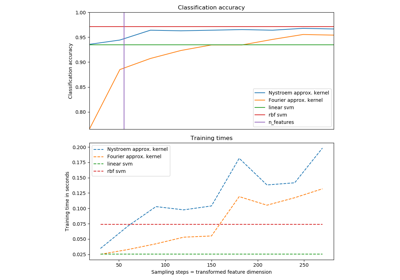 Classification accuracy
1.00
0.95
0.90
0.85
0.80
Classification accuracy
Nystroem approx. kernel
Fourier approx. kernel
linear svm
rbf svm
n_features
Training times
0.200
0.175
0.150
0.125
0.100
0.075
0.050
0.025
Training time in seconds
Nystroem approx. kernel
Fourier approx. kernel
linear svm
rbf svm
50
100
150
200
250
Sampling steps = transformed feature dimension